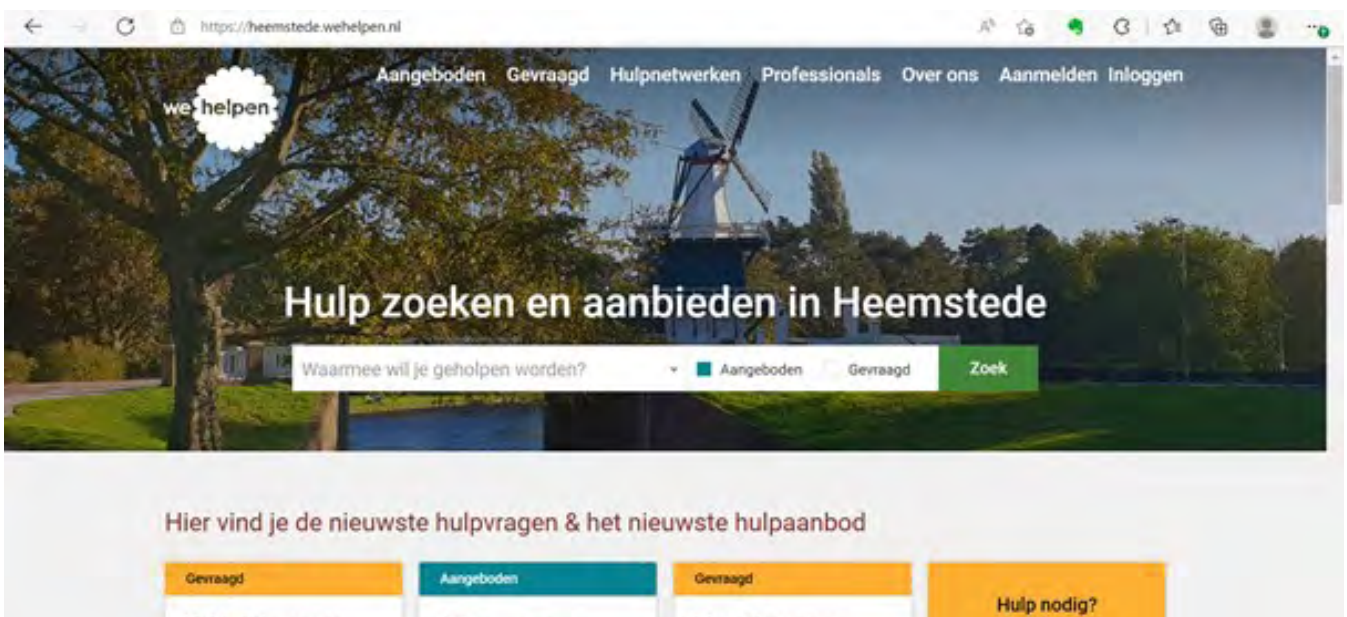 https://heemstede.wehelpen.nl
we helpen
Aangeboden Gevraagd Hulpnetwerken Professionals Over ons Aanmelden Inloggen
Hulp zoeken en aanbieden in Heemstede
Waarmee wil je geholpen worden? Aangeboden Gevraagd Zoek
Hier vind je de nieuwste hulpvragen & het nieuwste hulpaanbod
Gevraagd Aangeboden Gevraagd
Hulp nodig?